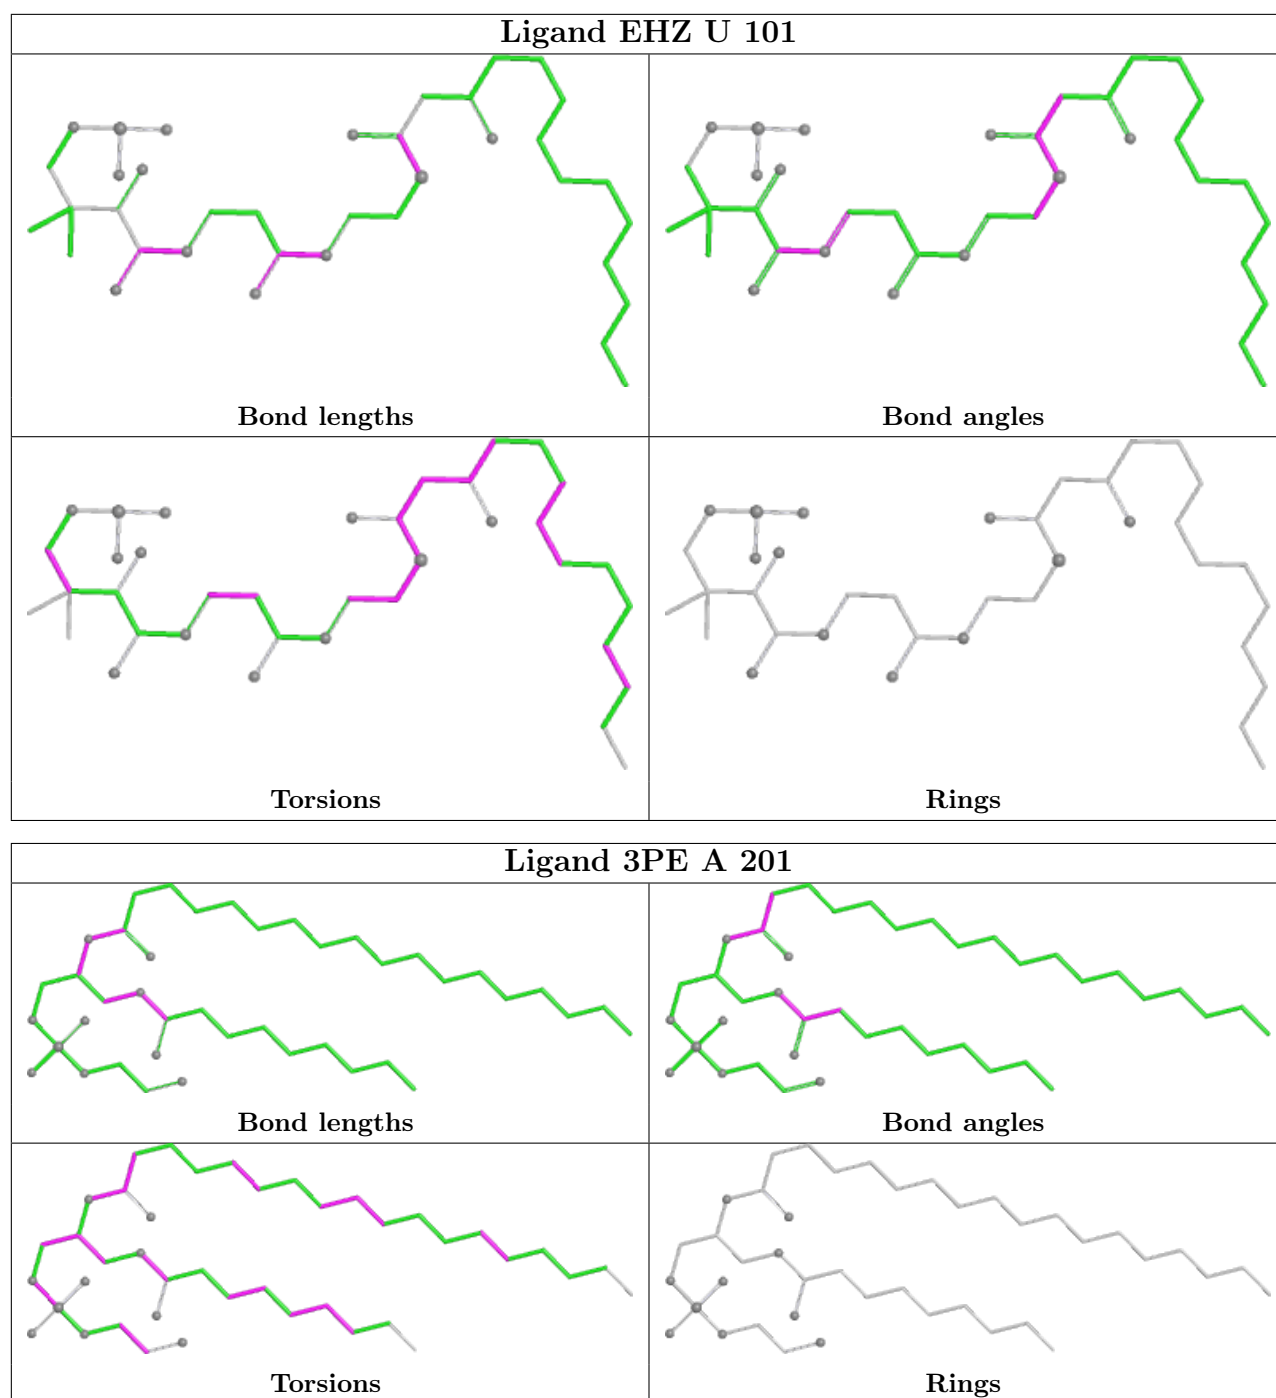 Ligand EHZ U 101
Bond lengths
Bond angles
Torsions
Rings
Ligand 3PE A 201
Bond lengths
Bond angles
Torsions
Rings